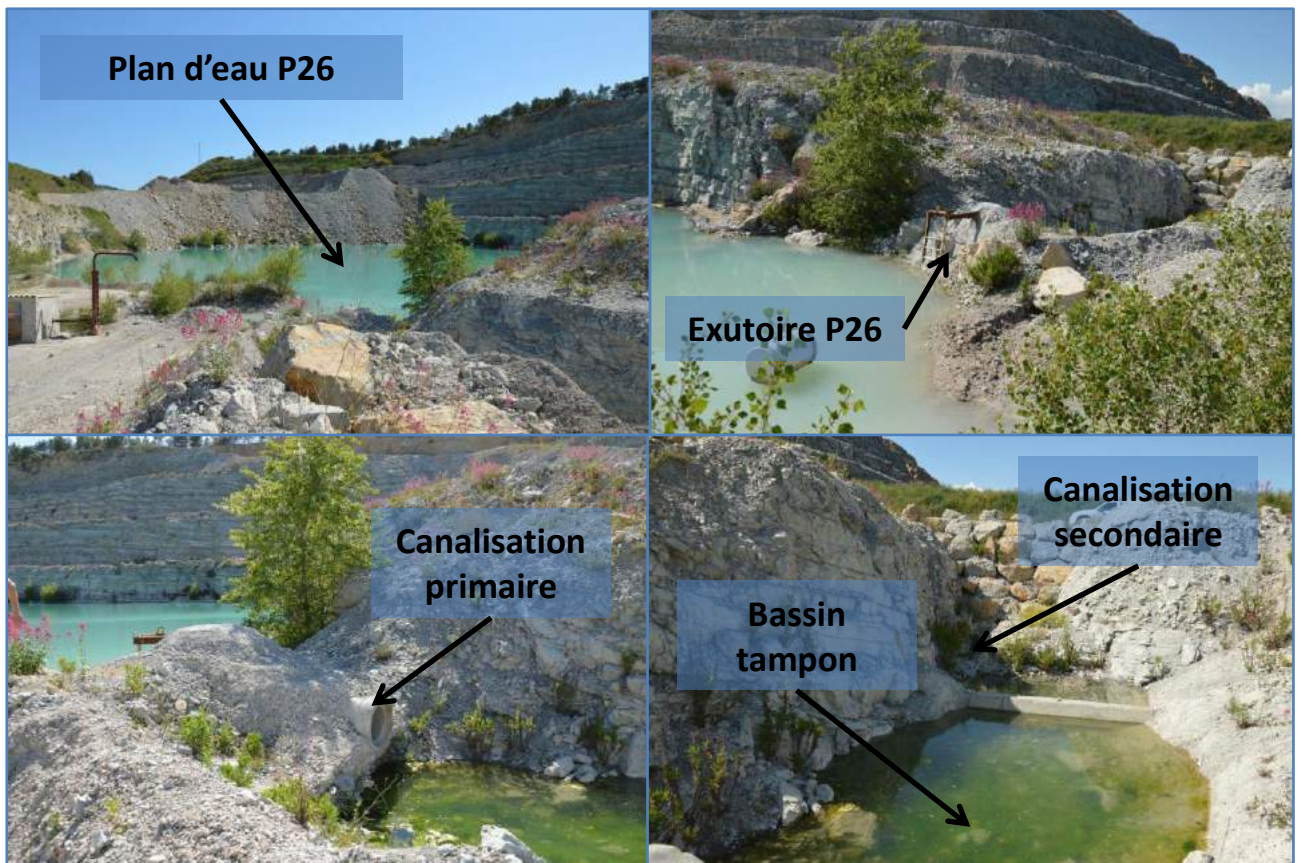 Plan d'eau P26
Exutoire P26
Canalisation
primaire
Canalisation
secondaire
Bassin
tampon